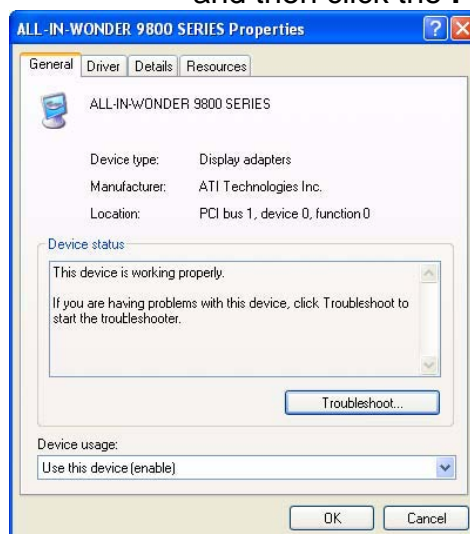 and then click the
ALL-IN-WONDER 9800 SERIES Properties
General Driver Details Resources
ALL-IN-WONDER 9800 SERIES
Device type: Display adapters
Manufacturer: ATI Technologies Inc.
Location: PCI bus 1, device 0, function 0
Device status
This device is working properly.
If you are having problems with this device, click Troubleshoot to
start the troubleshooter.
Troubleshoot...
Device usage:
Use this device (enable)
OK Cancel